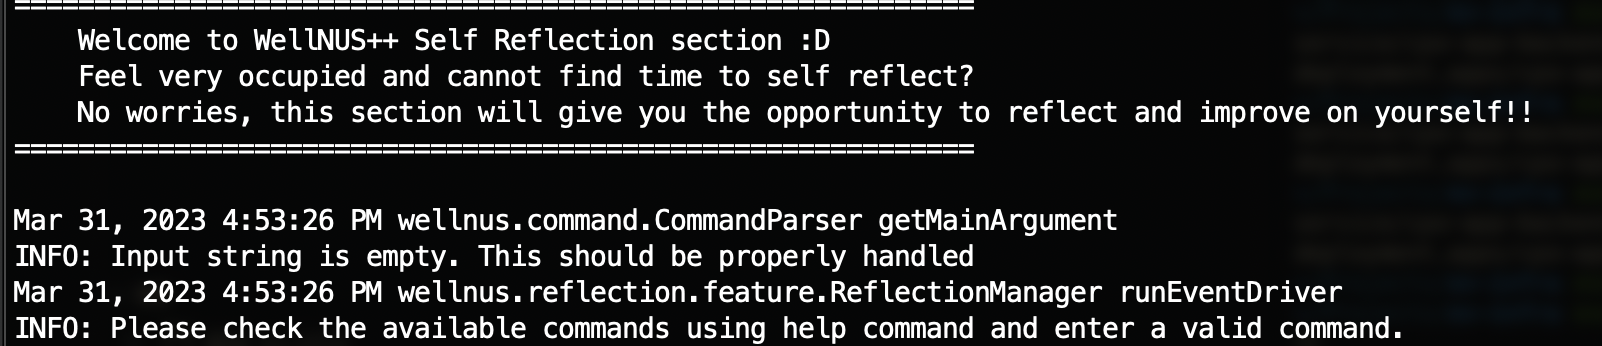 ============================================================
Welcome to WellNUS++ Self Reflection section :D
Feel very occupied and cannot find time to self reflect?
No worries, this section will give you the opportunity to reflect and improve on yourself!!
============================================================
Mar 31, 2023 4:53:26 PM wellnus.command.CommandParser getMainArgument
INFO: Input string is empty. This should be properly handled
Mar 31, 2023 4:53:26 PM wellnus.reflection.feature.ReflectionManager runEventDriver
INFO: Please check the available commands using help command and enter a valid command.